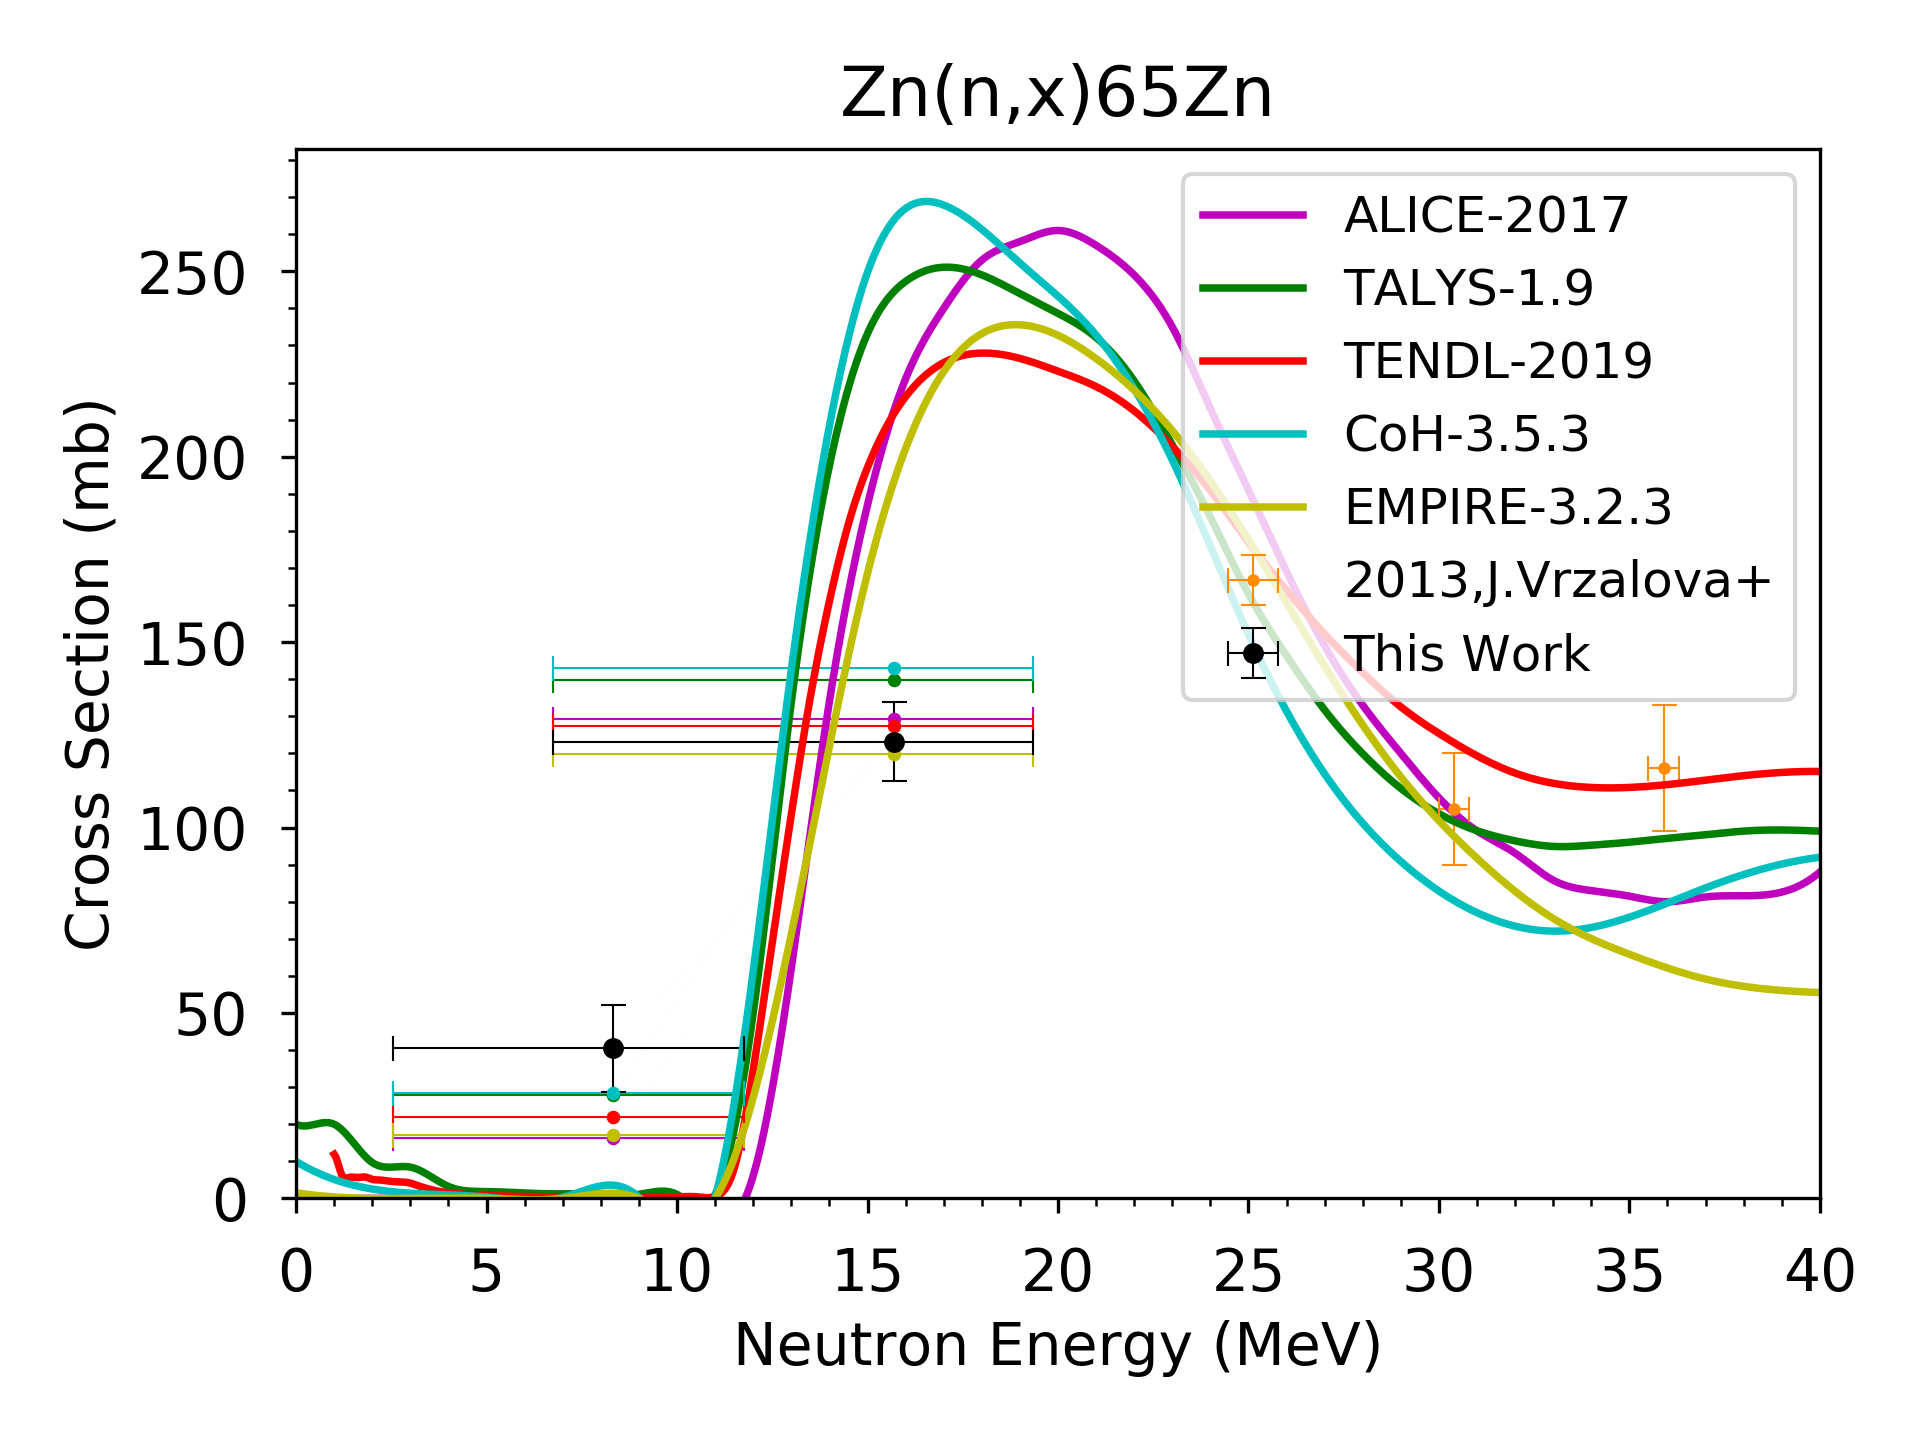 Zn(n,x)65Zn
ALICE-2017
TALYS-1.9
TENDL-2019
CoH-3.5.3
EMPIRE-3.2.3
2013,J.Vrzalova+
This Work
Cross Section (mb)
250
200
150
100
50
0
0 5 10 15 20 25 30 35 40
Neutron Energy (MeV)